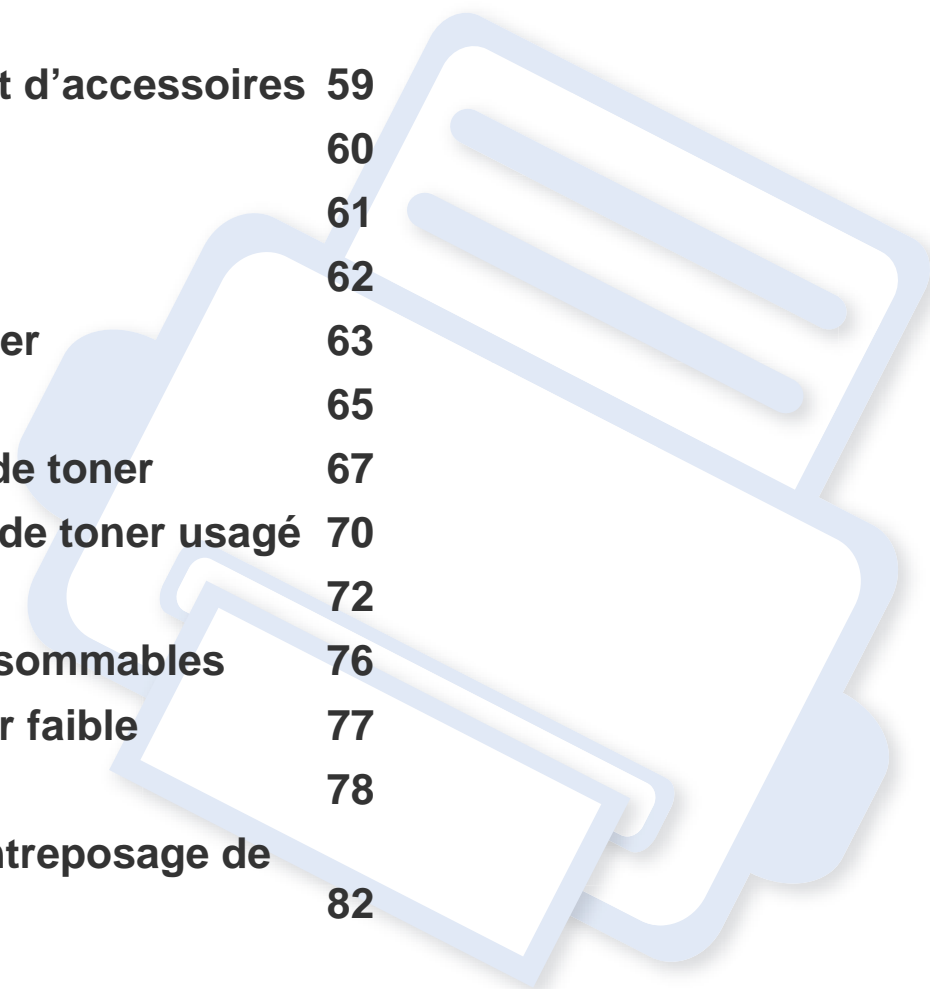 t d’accessoires 59
60
61
62
er 63
65
de toner 67
de toner usagé 70
72
sommables 76
r faible 77
78
ntreposage de
82